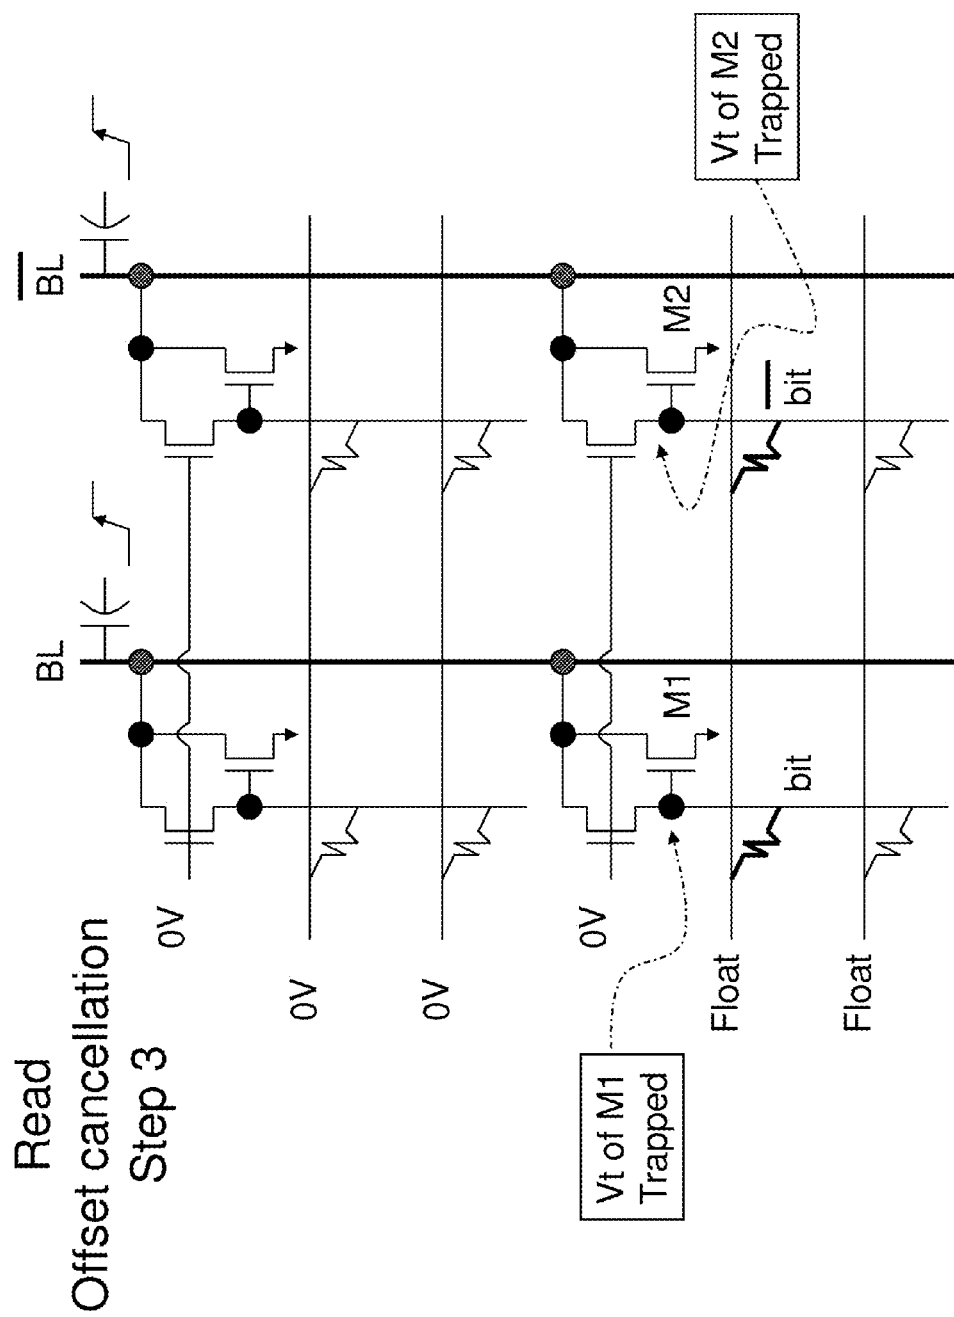 Read
Offset cancellation
Step 3
BL
BL
0V
0V
0V
0V
M1
M2
Float
bit
bit
Float
Vt of M1
Trapped
Vt of M2
Trapped